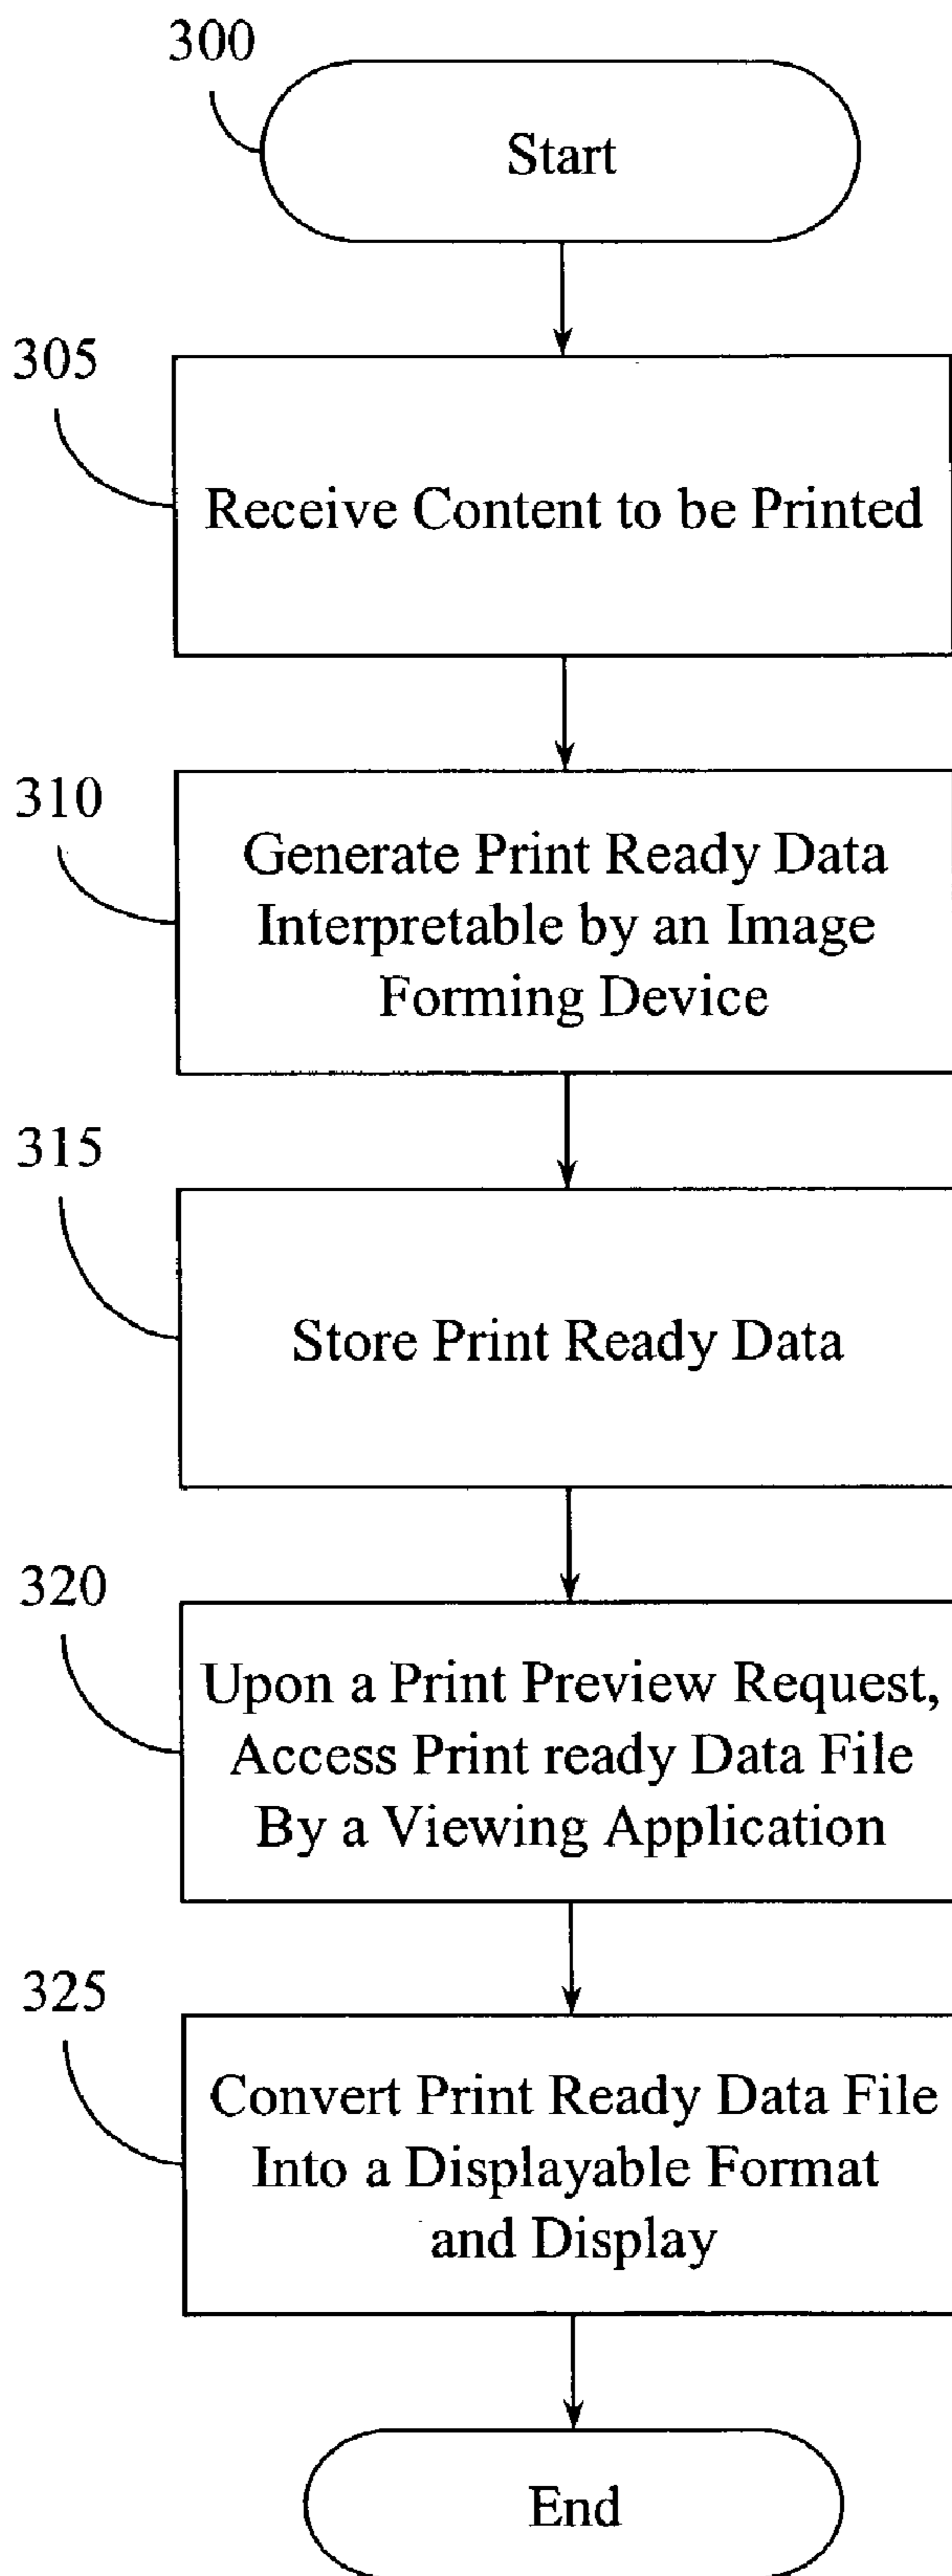 300
Start
305
Receive Content to be Printed
310
Generate Print Ready Data
Interpretable by an Image
Forming Device
315
Store Print Ready Data
320
Upon a Print Preview Request,
Access Print ready Data File
By a Viewing Application
325
Convert Print Ready Data File
Into a Displayable Format
and Display
End